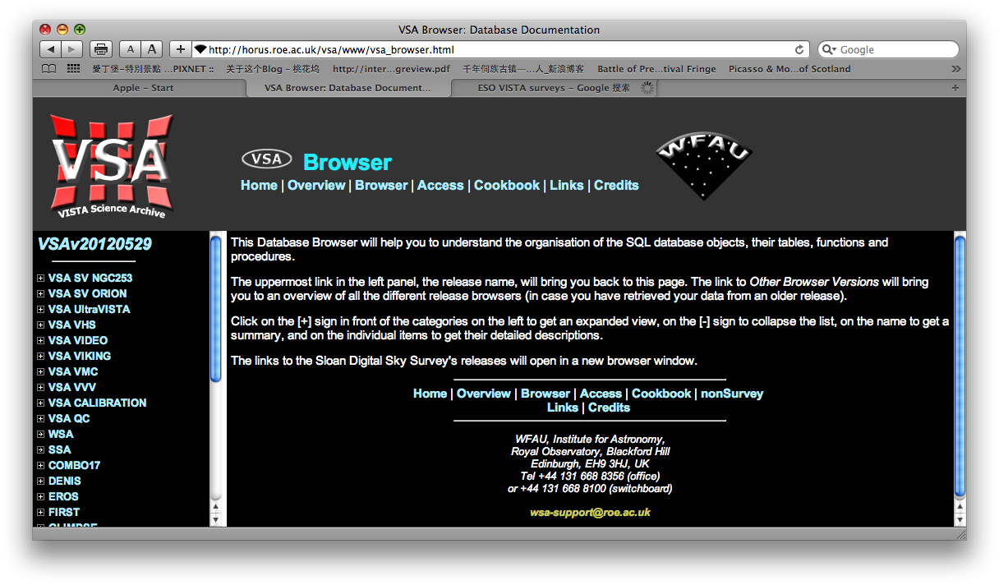 VSA Browser: Database Documentation
A A + http://horus.roe.ac.uk/vsa/www/vsa_browser.html Google
愛丁堡-特別景點 ...PIXNET :: 关于这个Blog - 桃花坞 http://inter...greview.pdf 千年侗族古镇—...人_新浪博客 Battle of Pre...tival Fringe Picasso & Mo...of Scotland
Apple - Start VSA Browser: Database Document... ESO VISTA surveys - Google 搜索
VSA
VISTA Science Archive
VSA Browser
Home | Overview | Browser | Access | Cookbook | Links | Credits
WFAU
VSAv20120529
VSA SV NGC253
VSA SV ORION
VSA UltraVISTA
VSA VHS
VSA VIDEO
VSA VIKING
VSA VMC
VSA VVV
VSA CALIBRATION
VSA QC
WSA
SSA
COMBO17
DENIS
EROS
FIRST
GLIMPSE
This Database Browser will help you to understand the organisation of the SQL database objects, their tables, functions and
procedures.
The uppermost link in the left panel, the release name, will bring you back to this page. The link to Other Browser Versions will bring
you to an overview of all the different release browsers (in case you have retrieved your data from an older release).
Click on the [+] sign in front of the categories on the left to get an expanded view, on the [-] sign to collapse the list, on the name to get a
summary, and on the individual items to get their detailed descriptions.
The links to the Sloan Digital Sky Survey's releases will open in a new browser window.
Home | Overview | Browser | Access | Cookbook | nonSurvey
Links | Credits
WFAU, Institute for Astronomy,
Royal Observatory, Blackford Hill
Edinburgh, EH9 3HJ, UK
Tel +44 131 668 8356 (office)
or +44 131 668 8100 (switchboard)
wsa-support@roe.ac.uk